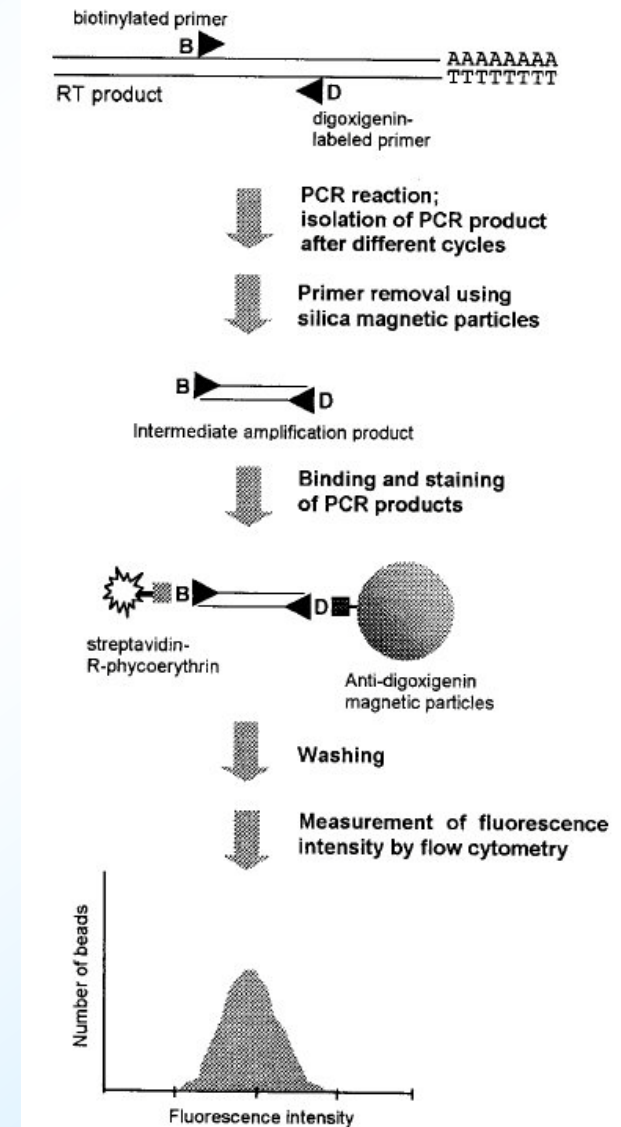 biotinylated primer
B
AAAAAAAA
TTTTTTTT
RT product
D
digoxigenin-
labeled primer
PCR reaction;
isolation of PCR product
after different cycles
Primer removal using
silica magnetic particles
B
D
Intermediate amplification product
Binding and staining
of PCR products
B
D
streptavidin-
R-phycoerythrin
Anti-digoxigenin
magnetic particles
Washing
Measurement of fluorescence
intensity by flow cytometry
Number of beads
Fluorescence intensity